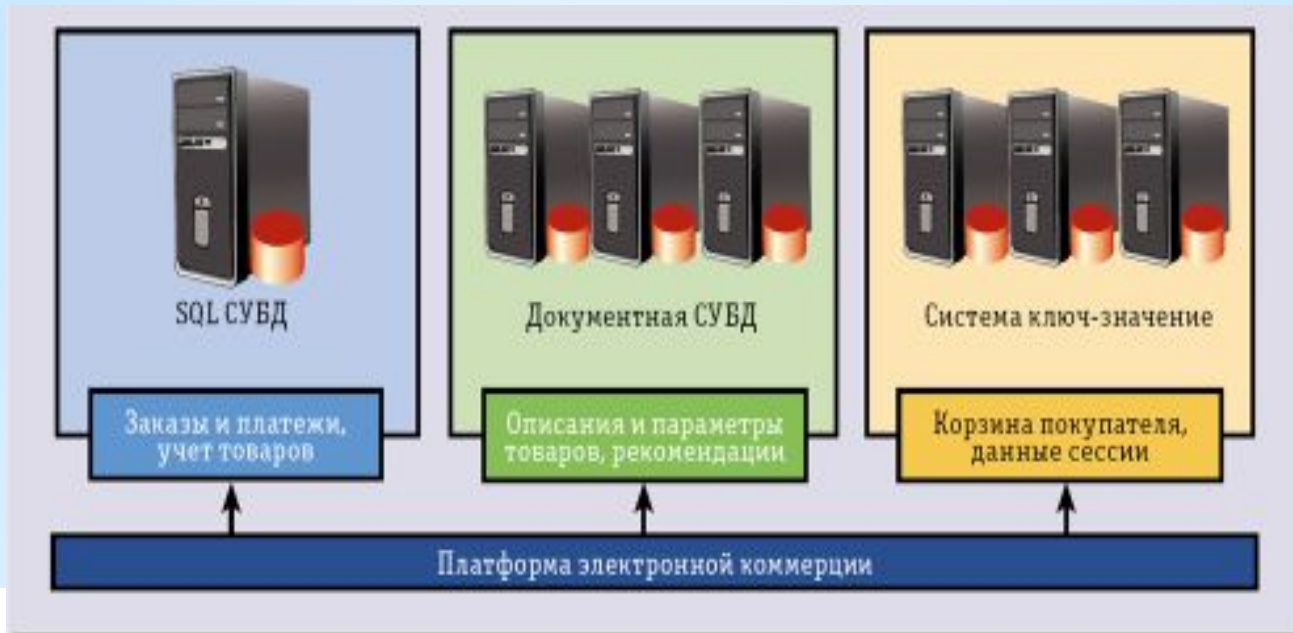 SQL СУБД
Документная СУБД
Система ключ-значение
Заказы и платежи,
учет товаров
Описания и параметры
товаров, рекомендации
Корзина покупателя,
данные сессии
Платформа электронной коммерции